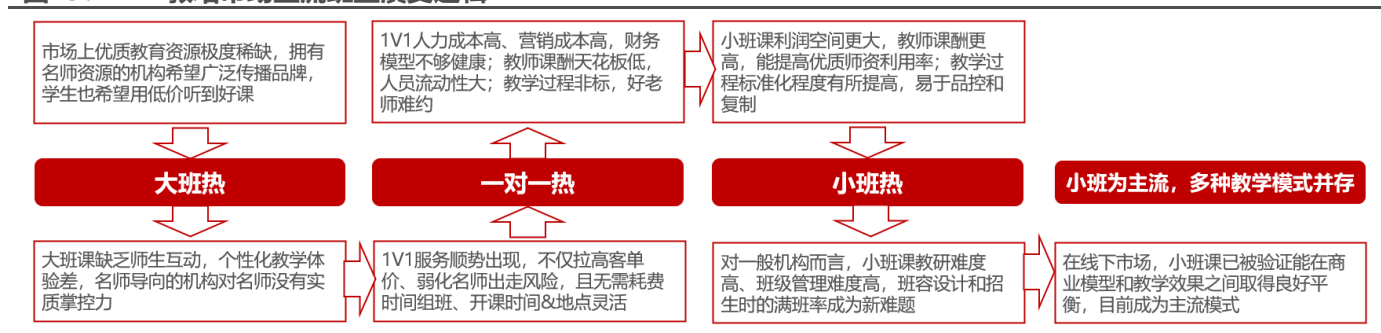 市场上优质教育资源极度稀缺，拥有
名师资源的机构希望广泛传播品牌，
学生也希望用低价听到好课
大班热
大班课缺乏师生互动，个性化教学体
验差，名师导向的机构对名师没有实
质掌控力
1V1服务顺势出现，不仅拉高客单
价、弱化名师出走风险，且无需耗费
时间组班、开课时间&地点灵活
一对一热
1V1人力成本高、营销成本高，财务
模型不够健康；教师课酬天花板低，
人员流动性大；教学过程非标，好老
师难约
小班课利润空间更大，教师课酬更
高，能提高优质师资利用率；教学过
程标准化程度有所提高，易于品控和
复制
小班热
对一般机构而言，小班课教研难度
高、班级管理难度高，班容设计和招
生时的满班率成为新难题
小班为主流，多种教学模式并存
在线下市场，小班课已被验证能在商
业模型和教学效果之间取得良好平
衡，目前成为主流模式